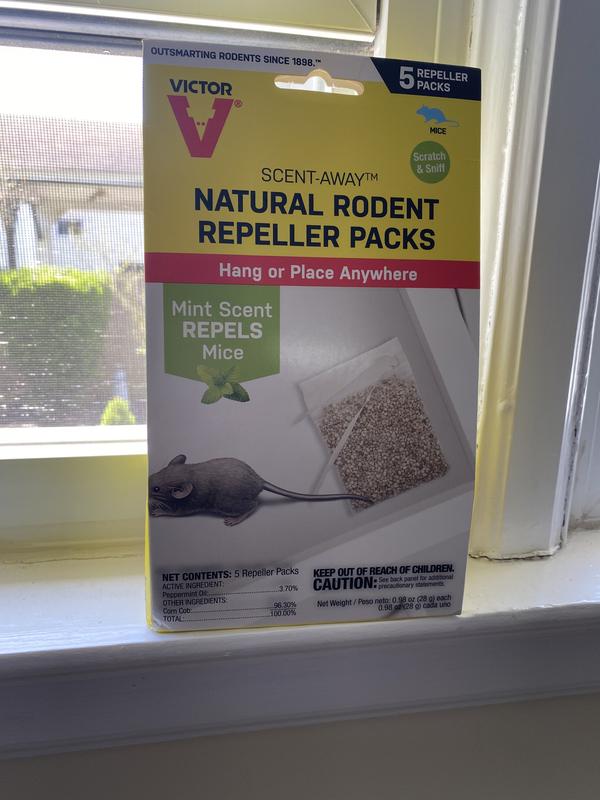 OUTSMARTING RODENTS SINCE 1898.™
5 REPELLER
PACKS
VICTOR
V®
MICE
Scratch
& Sniff
SCENT-AWAY™
NATURAL RODENT
REPELLER PACKS
Hang or Place Anywhere
Mint Scent
REPELS
Mice
NET CONTENTS: 5 Repeller Packs
ACTIVE INGREDIENT:
Peppermint Oil:..........................3.70%
OTHER INGREDIENTS:
Corn Cob:..........................96.30%
TOTAL:..........................100.00%
KEEP OUT OF REACH OF CHILDREN.
CAUTION: See back panel for additional
precautionary statements.
Net Weight / Peso neto: 0.98 oz (28 g) each
0.98 oz (28 g) cada uno